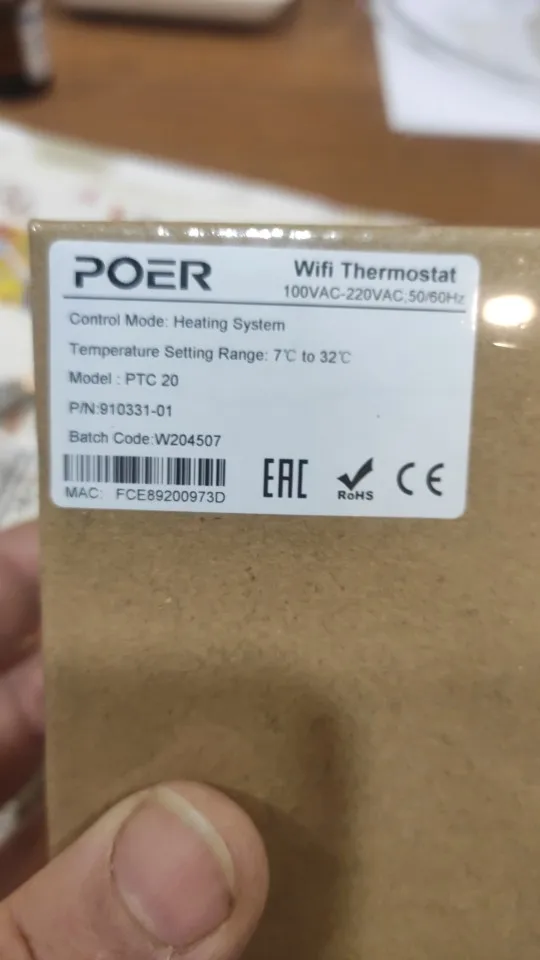 POER
Wifi Thermostat
100VAC-220VAC,50/60Hz
Control Mode: Heating System
Temperature Setting Range: 7℃ to 32℃
Model : PTC 20
P/N:910331-01
Batch Code:W204507
MAC: FCE89200973D
EAC
RoHS
CE